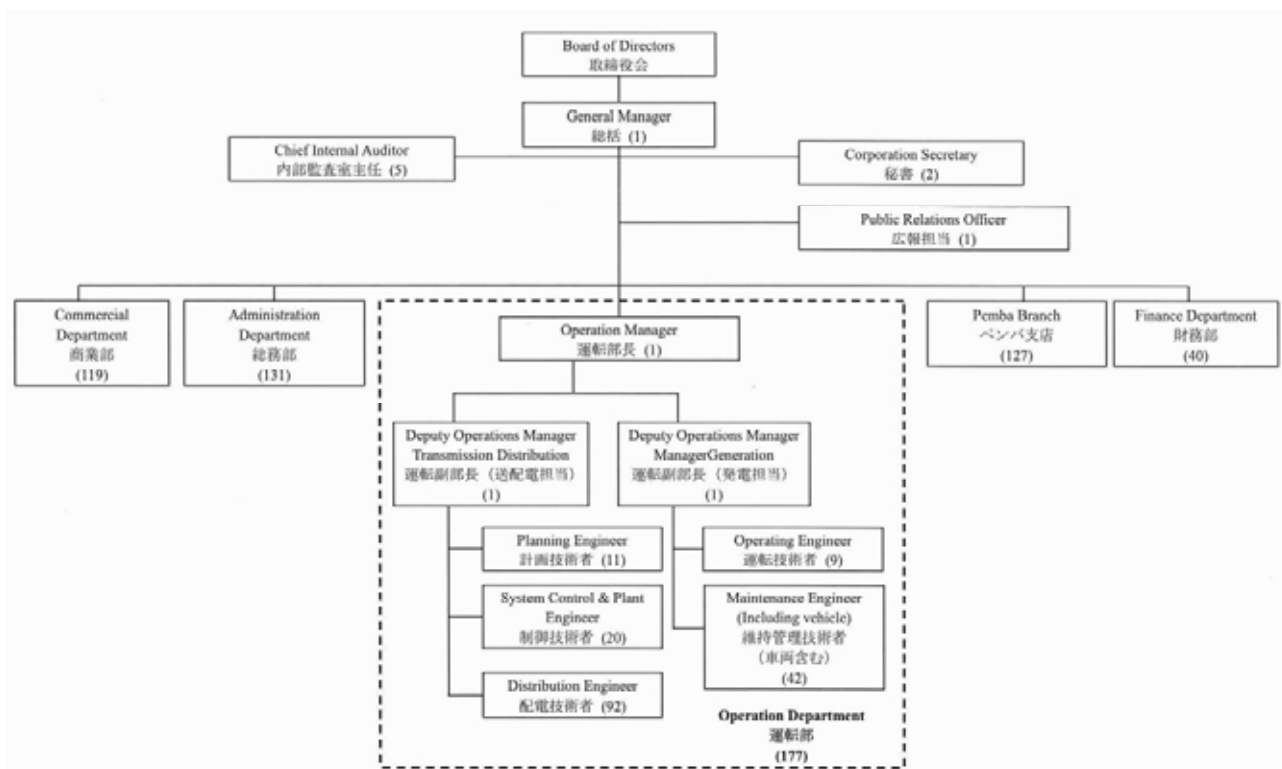 Board of Directors
取締役会
General Manager
総括 (1)
Chief Internal Auditor
内部監査室主任 (5)
Corporation Secretary
秘書 (2)
Public Relations Officer
広報担当 (1)
Commercial
Department
商業部
(119)
Administration
Department
総務部
(131)
Operation Manager
運転部長 (1)
Pemba Branch
ペンバ支店
(127)
Finance Department
財務部
(40)
Deputy Operations Manager
Transmission Distribution
運転副部長（送配電担当）
(1)
Deputy Operations Manager
ManagerGeneration
運転副部長（発電担当）
(1)
Planning Engineer
計画技術者 (11)
Operating Engineer
運転技術者 (9)
System Control & Plant
Engineer
制御技術者 (20)
Maintenance Engineer
(Including vehicle)
維持管理技術者
（車両含む）
(42)
Distribution Engineer
配電技術者 (92)
Operation Department
運転部
(177)